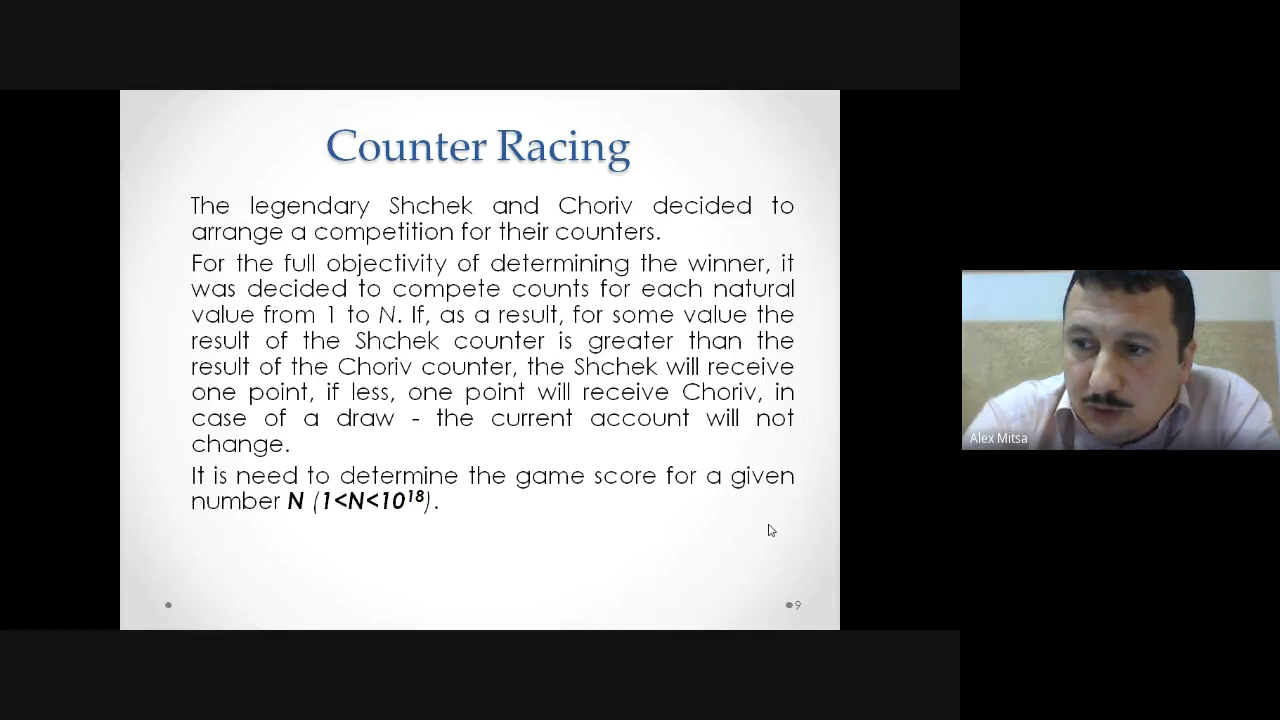 Counter Racing
The legendary Shchek and Choriv decided to
arrange a competition for their counters.
For the full objectivity of determining the winner, it
was decided to compete counts for each natural
value from 1 to N. If, as a result, for some value the
result of the Shchek counter is greater than the
result of the Choriv counter, the Shchek will receive
one point, if less, one point will receive Choriv, in
case of a draw - the current account will not
change.
It is need to determine the game score for a given
number N (1<N<10¹⁸).
9
Alex Mitsa